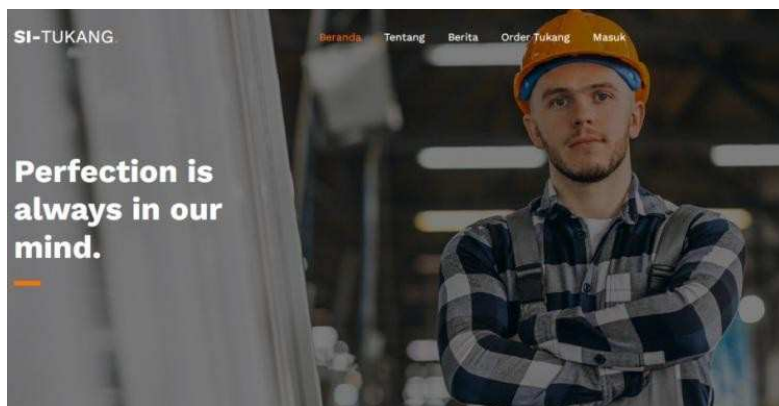 SI-TUKANG.
Beranda Tentang Berita Order Tukang Masuk
Perfection is
always in our
mind.